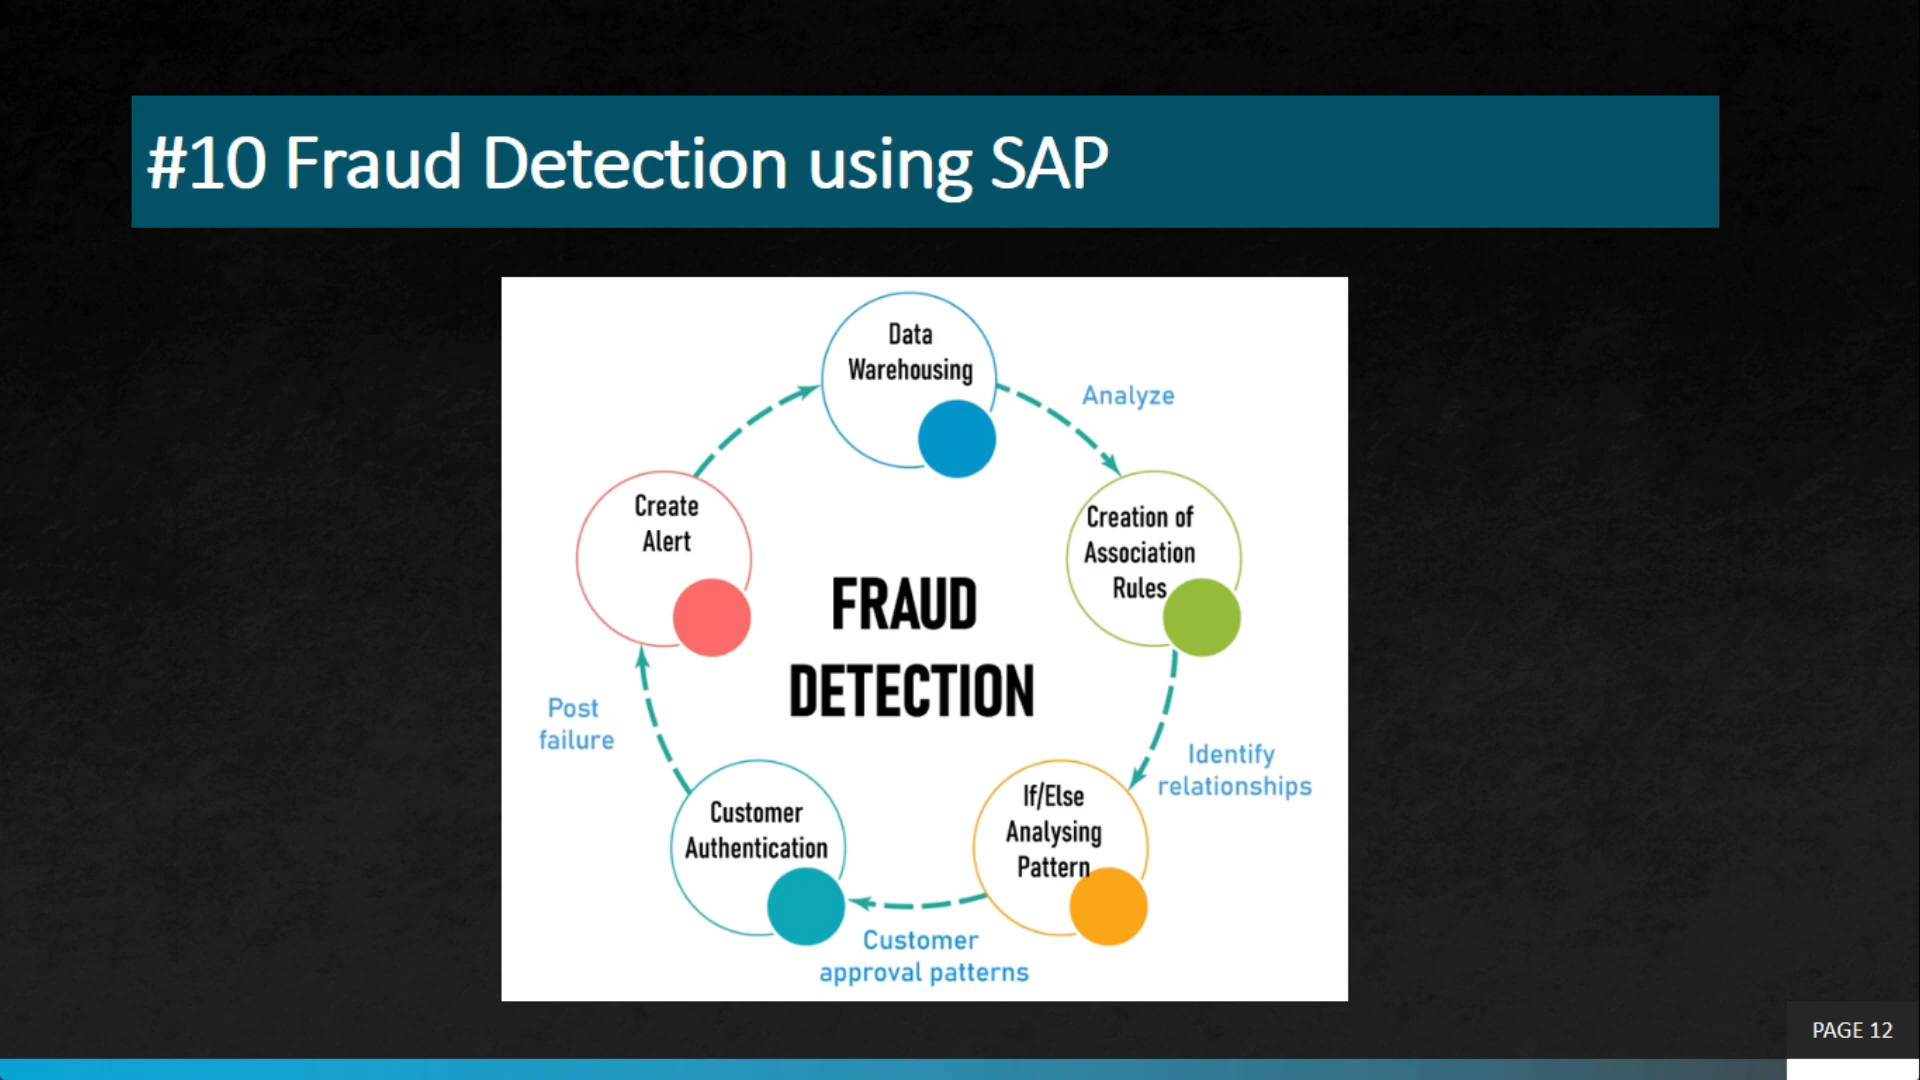 #10 Fraud Detection using SAP
Data
Warehousing
Analyze
Creation of
Association
Rules
Identify
relationships
If/Else
Analysing
Pattern
Customer
approval patterns
Customer
Authentication
Post
failure
Create
Alert
FRAUD
DETECTION
PAGE 12